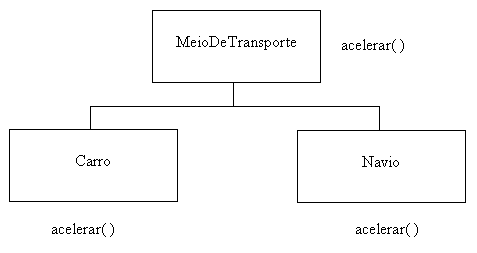 MeioDeTransporte
acelerar( )
Carro
Navio
acelerar( )
acelerar( )